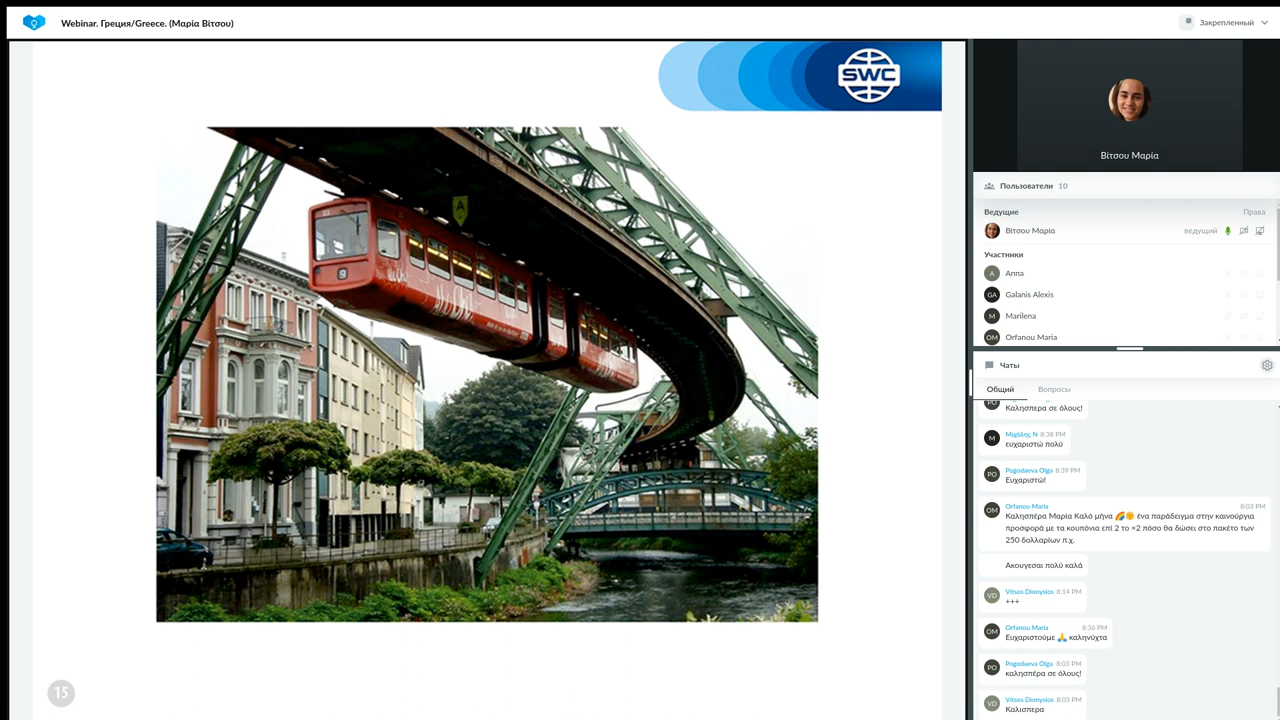 Webinar. Греция/Greece. (Μαρία Βίτσου)
Закрепленный
SWC
A
9
15
Βίτσου Μαρία
Пользователи 10
Ведущие Права
Βίτσου Μαρία ведущий
Участники
A Anna
GA Galanis Alexis
M Marilena
OM Orfanou Maria
Чаты
Общий Вопросы
PO Καλησπερα σε όλους!
M Μιχάλης Ν 8:38 PM
ευχαριστώ πολύ
PO Pogodaeva Olga 8:39 PM
Ευχαριστώ!
OM Orfanou Maria 8:03 PM
Καλησπέρα Μαρία Καλό μήνα 🌈🌞 ένα παράδειγμα στην καινούργια
προσφορά με τα κουπόνια επί 2 το ×2 πόσο θα δώσει στο πακέτο των
250 δολλαρίων π.χ.
Ακουγεσαι πολύ καλά
VD Vitsos Dionysios 8:14 PM
+++
OM Orfanou Maria 8:36 PM
Ευχαριστούμε 🙏 καληνύχτα
PO Pogodaeva Olga 8:03 PM
καλησπέρα σε όλους!
VD Vitsos Dionysios 8:03 PM
Καλισπερα